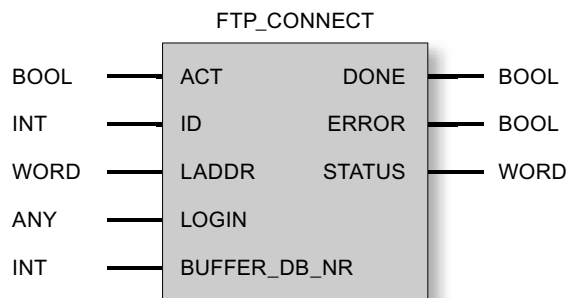 FTP_CONNECT
BOOL ACT DONE BOOL
INT ID ERROR BOOL
WORD LADDR STATUS WORD
ANY LOGIN
INT BUFFER_DB_NR